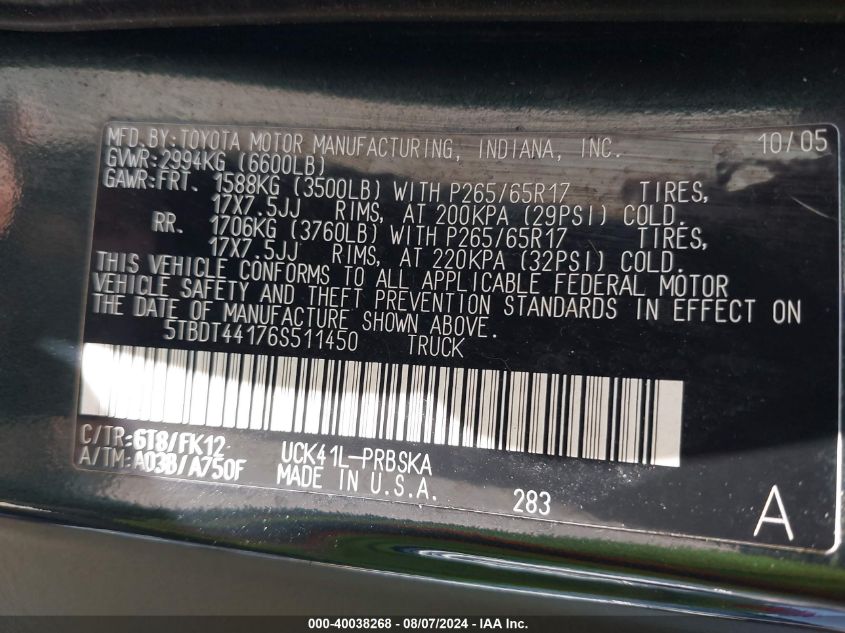 MFD.BY:TOYOTA MOTOR MANUFACTURING, INDIANA, INC. 10/05
GVWR:2994KG (6600LB)
GAWR:FRT. 1588KG (3500LB) WITH P265/65R17 TIRES,
17X7.5JJ RIMS, AT 200KPA (29PSI) COLD.
RR. 1706KG (3760LB) WITH P265/65R17 TIRES,
17X7.5JJ RIMS, AT 220KPA (32PSI) COLD.
THIS VEHICLE CONFORMS TO ALL APPLICABLE FEDERAL MOTOR
VEHICLE SAFETY AND THEFT PREVENTION STANDARDS IN EFFECT ON
THE DATE OF MANUFACTURE SHOWN ABOVE.
5TBDT44176S511450 TRUCK
C/TR:6T8/FK12 UCK41L-PRBSKA
A/TM:A03B/A750F MADE IN U.S.A.
283 A
000-40038268 - 08/07/2024 - IAA Inc.